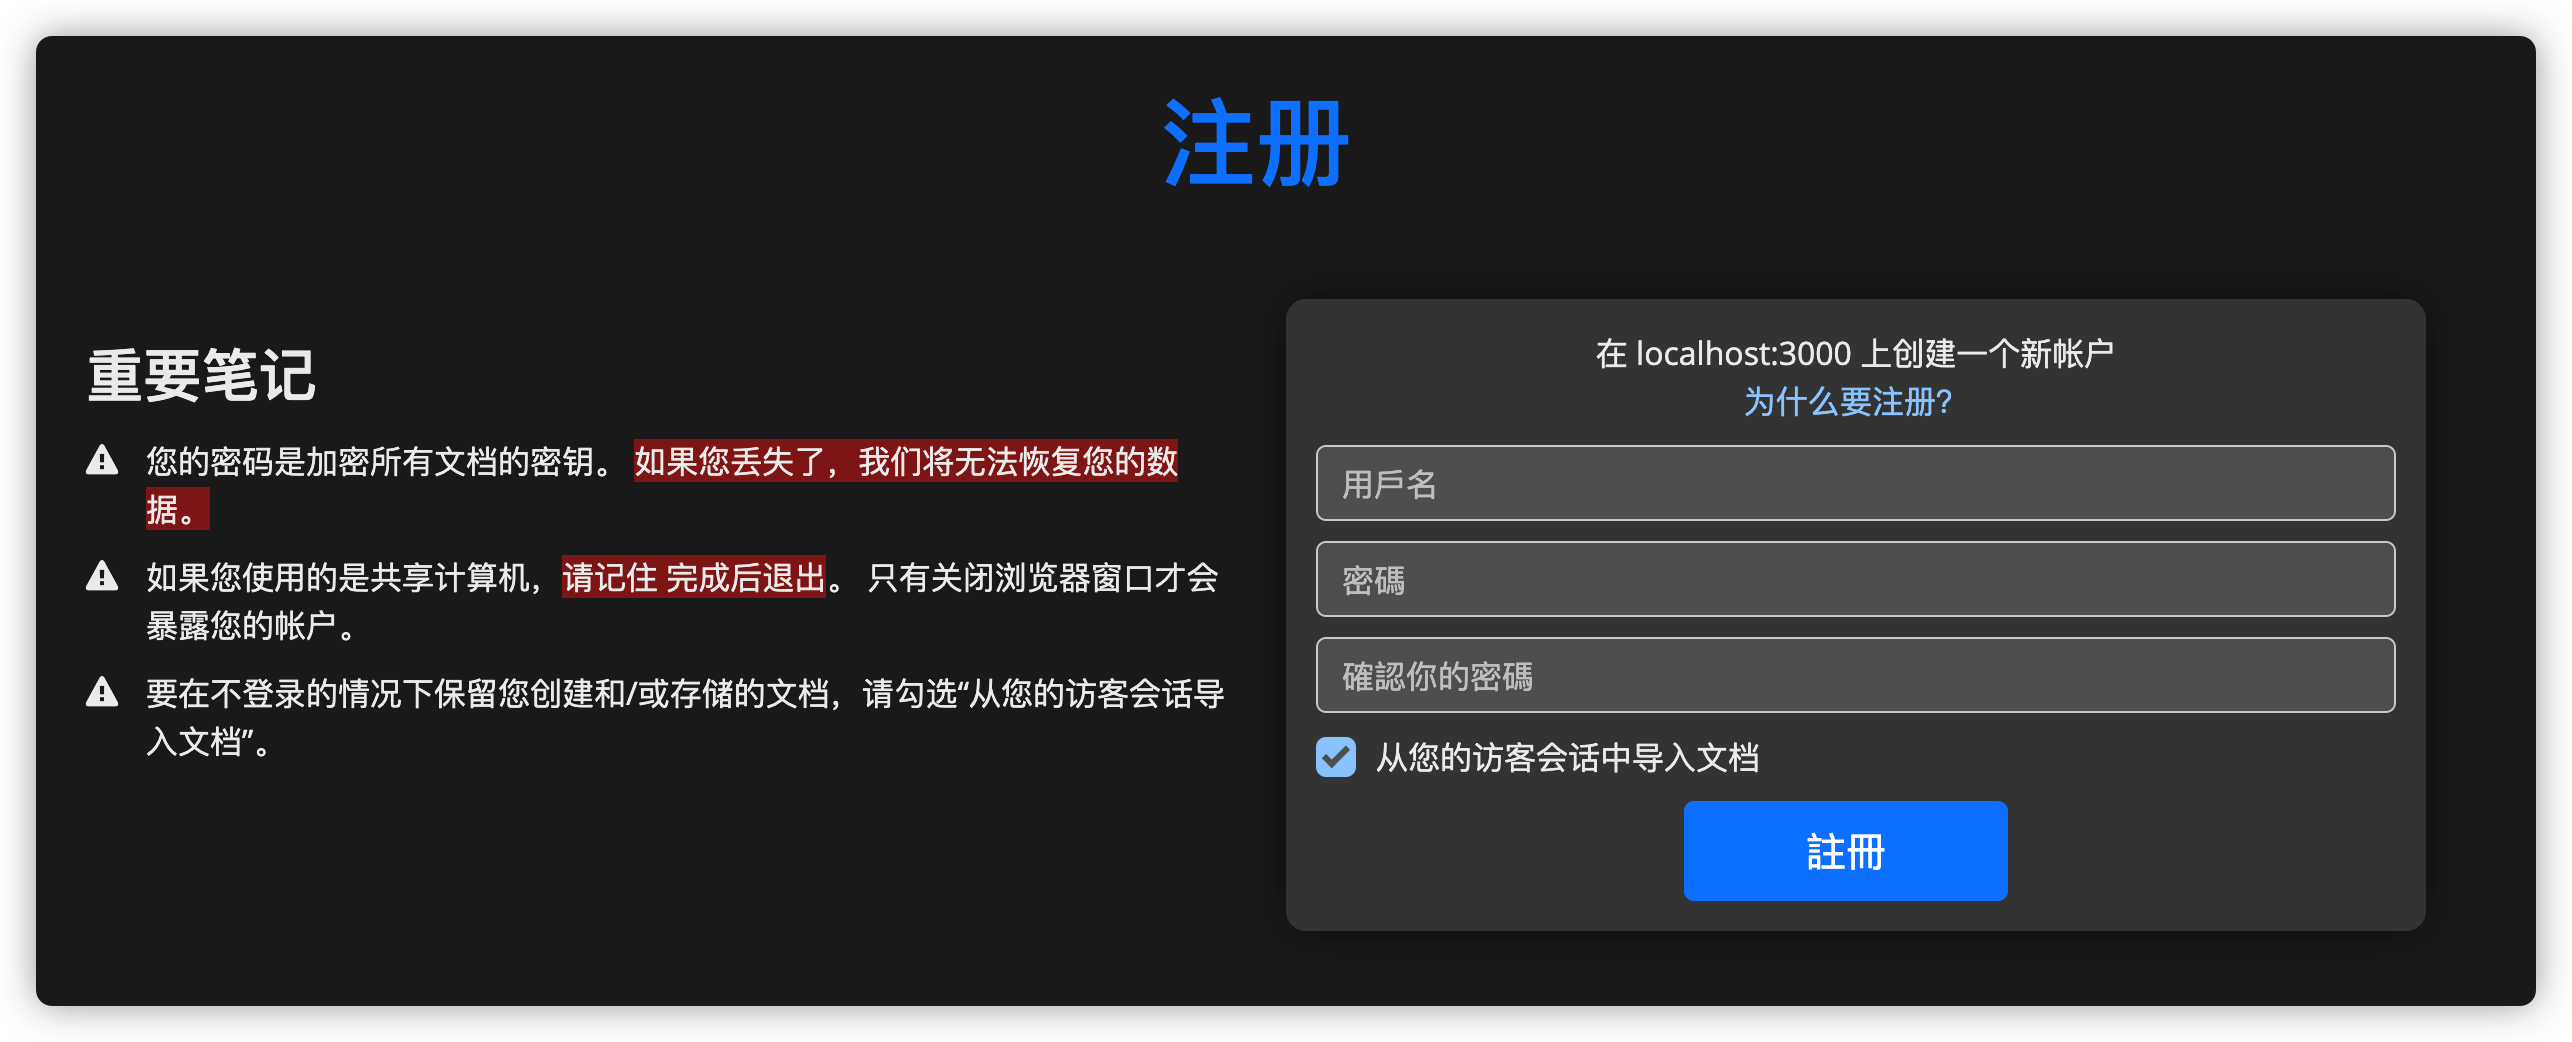 注册
重要笔记
您的密码是加密所有文档的密钥。 如果您丢失了，我们将无法恢复您的数
据。
如果您使用的是共享计算机，请记住 完成后退出。 只有关闭浏览器窗口才会
暴露您的帐户。
要在不登录的情况下保留您创建和/或存储的文档，请勾选“从您的访客会话导
入文档”。
在 localhost:3000 上创建一个新帐户
为什么要注册?
用戶名
密碼
確認你的密碼
从您的访客会话中导入文档
註冊